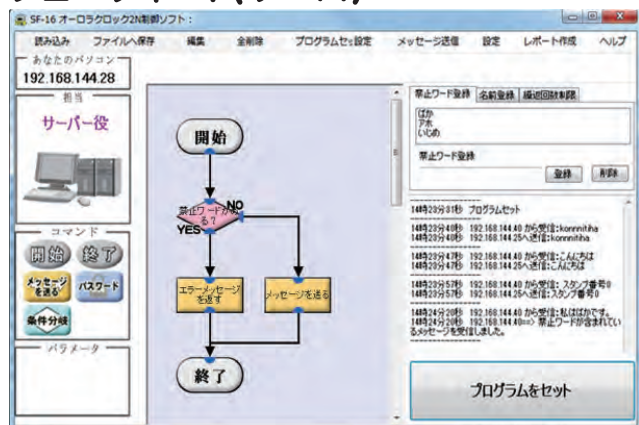 SF-16 オーロラクロック2N制御ソフト:
読み込み ファイルへ保存 編集 全削除 プログラムセット設定 メッセージ送信 設定 レポート作成 ヘルプ
あなたのパソコン
192.168.144.28
担当
サーバー役
コマンド
開始 終了
メッセージを送る パスワード
条件分岐
パラメータ
開始
禁止ワードがある?
NO
YES
エラーメッセージを返す
メッセージを送る
終了
禁止ワード登録 名前登録 繰返回数制限
ばか
アホ
いじめ
禁止ワード登録
登録 削除
14時23分31秒 プログラムセット
14時23分40秒 192.168.144.40 から受信:konnnitiha
14時23分40秒 192.168.144.25へ送信:konnnitiha
14時23分47秒 192.168.144.40 から受信:こんにちは
14時23分47秒 192.168.144.25へ送信:こんにちは
14時23分57秒 192.168.144.40 から受信: スタンプ番号0
14時23分57秒 192.168.144.25へ送信: スタンプ番号0
14時24分20秒 192.168.144.40 から受信:私はばかです。
14時24分20秒 192.168.144.40==> 禁止ワードが含まれてい
るメッセージを受信しました。
プログラムをセット